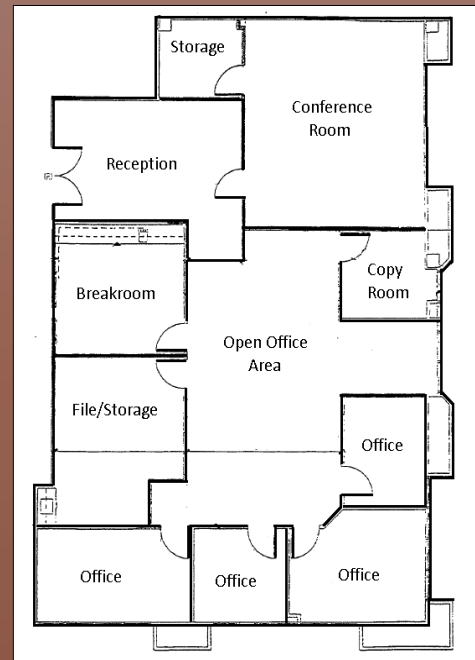 Storage
Conference
Room
Reception
Breakroom
Copy
Room
Open Office
Area
File/Storage
Office
Office
Office
Office